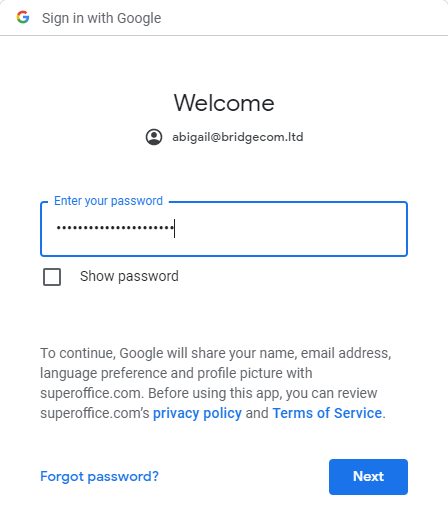 Sign in with Google
Welcome
abigail@bridgecom.ltd
Enter your password
••••••••••••••••••••••
Show password
To continue, Google will share your name, email address,
language preference and profile picture with
superoffice.com. Before using this app, you can review
superoffice.com’s privacy policy and Terms of Service.
Forgot password?
Next